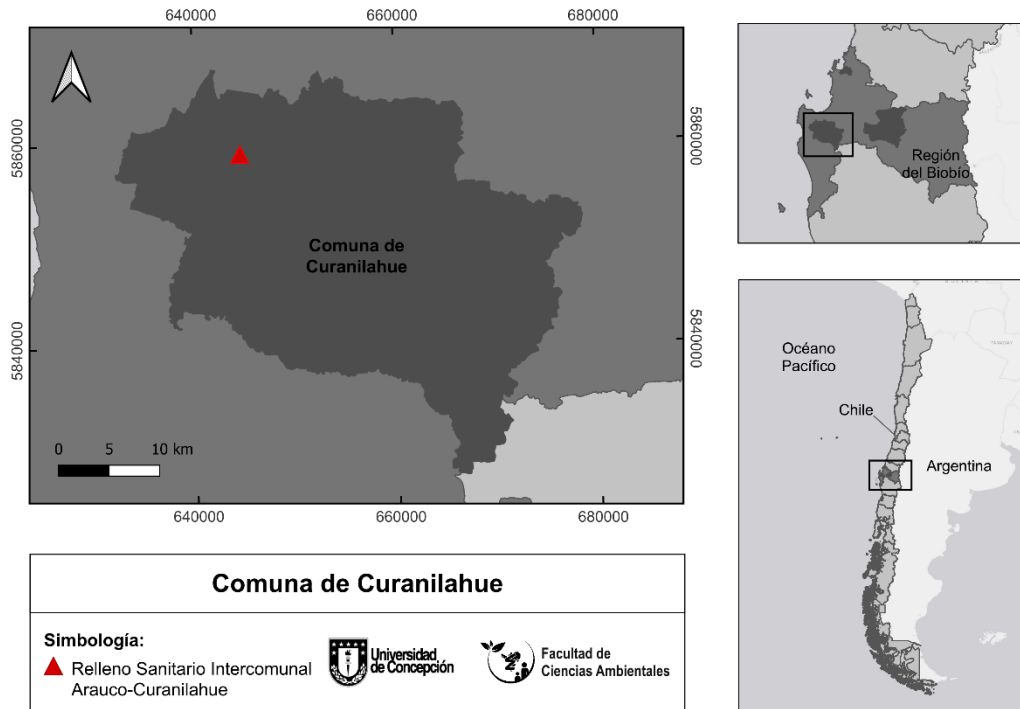 640000
660000
680000
5860000
5860000
Comuna de
Curanilahue
5840000
5840000
0 5 10 km
640000
660000
680000
Región
del Biobío
Océano
Pacífico
Chile
Argentina
Comuna de Curanilahue
Simbología:
Relleno Sanitario Intercomunal
Arauco-Curanilahue
Universidad
de Concepción
Facultad de
Ciencias Ambientales